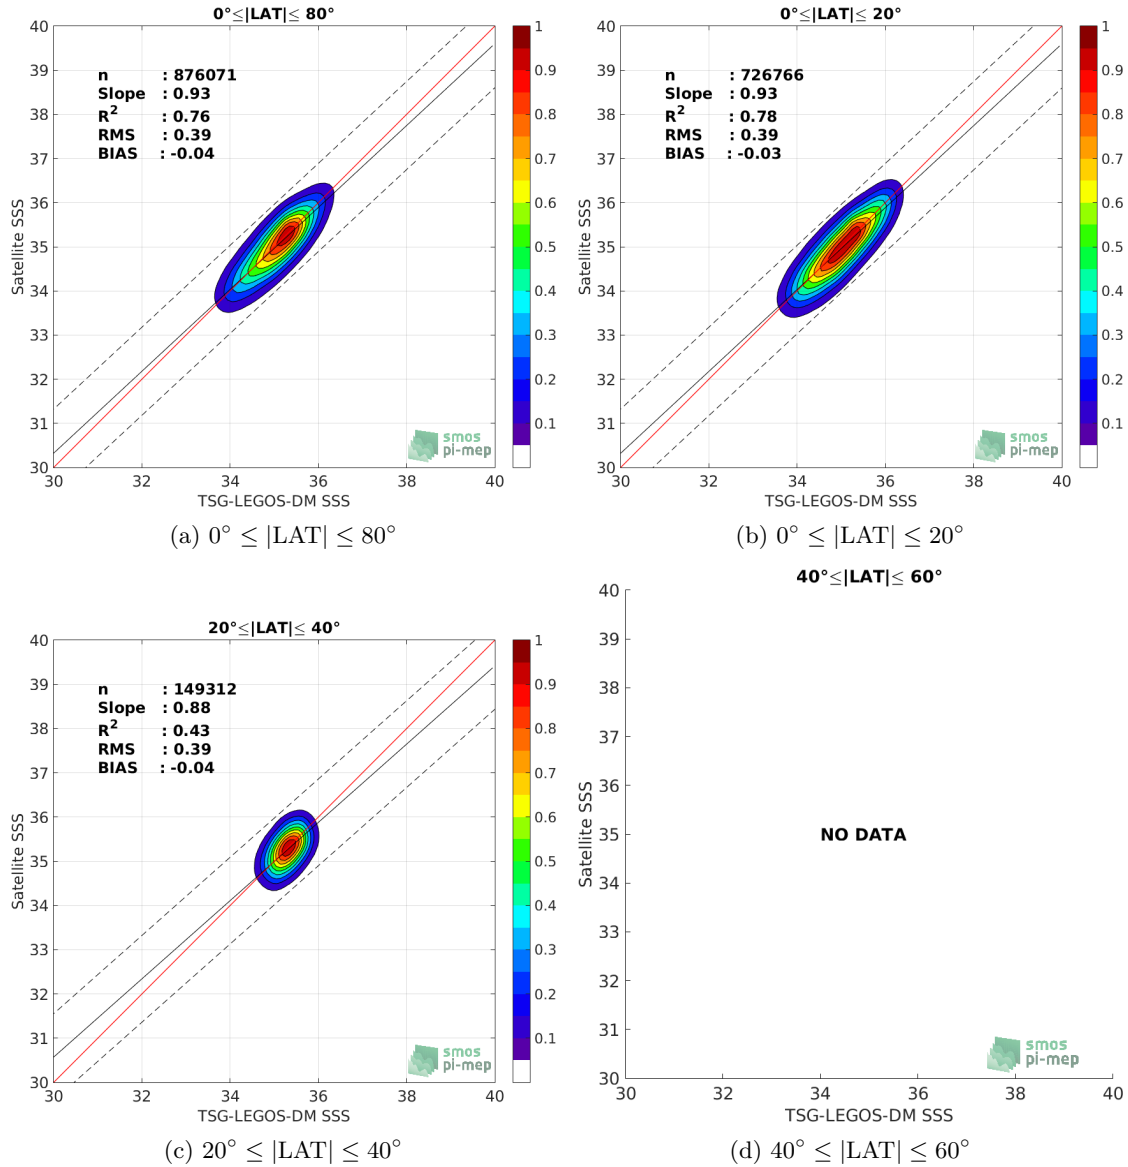 0°≤|LAT|≤ 80°
40
39
38
37
36
35
34
33
32
31
30
n : 876071
Slope : 0.93
R2 : 0.76
RMS : 0.39
BIAS : -0.04
Satellite SSS
smos
pi-mep
30 32 34 36 38 40
TSG-LEGOS-DM SSS
1
0.9
0.8
0.7
0.6
0.5
0.4
0.3
0.2
0.1
(a) 0° ≤ |LAT| ≤ 80°
0°≤|LAT|≤ 20°
40
39
38
37
36
35
34
33
32
31
30
n : 726766
Slope : 0.93
R2 : 0.78
RMS : 0.39
BIAS : -0.03
Satellite SSS
smos
pi-mep
30 32 34 36 38 40
TSG-LEGOS-DM SSS
1
0.9
0.8
0.7
0.6
0.5
0.4
0.3
0.2
0.1
(b) 0° ≤ |LAT| ≤ 20°
20°≤|LAT|≤ 40°
40
39
38
37
36
35
34
33
32
31
30
n : 149312
Slope : 0.88
R2 : 0.43
RMS : 0.39
BIAS : -0.04
Satellite SSS
smos
pi-mep
30 32 34 36 38 40
TSG-LEGOS-DM SSS
1
0.9
0.8
0.7
0.6
0.5
0.4
0.3
0.2
0.1
(c) 20° ≤ |LAT| ≤ 40°
40°≤|LAT|≤ 60°
40
39
38
37
36
35
34
33
32
31
30
NO DATA
Satellite SSS
smos
pi-mep
30 32 34 36 38 40
TSG-LEGOS-DM SSS
(d) 40° ≤ |LAT| ≤ 60°